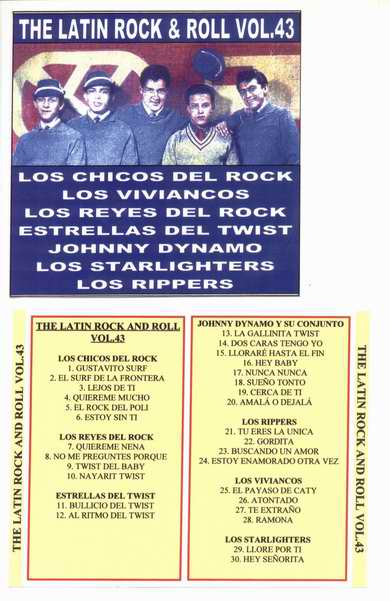 THE LATIN ROCK & ROLL VOL.43
LOS CHICOS DEL ROCK
LOS VIVIANCOS
LOS REYES DEL ROCK
ESTRELLAS DEL TWIST
JOHNNY DYNAMO
LOS STARLIGHTERS
LOS RIPPERS
THE LATIN ROCK AND ROLL VOL.43
THE LATIN ROCK AND ROLL
VOL.43
LOS CHICOS DEL ROCK
1. GUSTAVITO SURF
2. EL SURF DE LA FRONTERA
3. LEJOS DE TI
4. QUIEREME MUCHO
5. EL ROCK DEL POLI
6. ESTOY SIN TI
LOS REYES DEL ROCK
7. QUIEREME NENA
8. NO ME PREGUNTES PORQUE
9. TWIST DEL BABY
10. NAYARIT TWIST
ESTRELLAS DEL TWIST
11. BULLICIO DEL TWIST
12. AL RITMO DEL TWIST
JOHNNY DYNAMO Y SU CONJUNTO
13. LA GALLINITA TWIST
14. DOS CARAS TENGO YO
15. LLORARÉ HASTA EL FIN
16. HEY BABY
17. NUNCA NUNCA
18. SUEÑO TONTO
19. CERCA DE TI
20. AMALÁ O DEJALÁ
LOS RIPPERS
21. TU ERES LA UNICA
22. GORDITA
23. BUSCANDO UN AMOR
24. ESTOY ENAMORADO OTRA VEZ
LOS VIVIANCOS
25. EL PAYASO DE CATY
26. ATONTADO
27. TE EXTRAÑO
28. RAMONA
LOS STARLIGHTERS
29. LLORE POR TI
30. HEY SEÑORITA
THE LATIN ROCK AND ROLL VOL.43